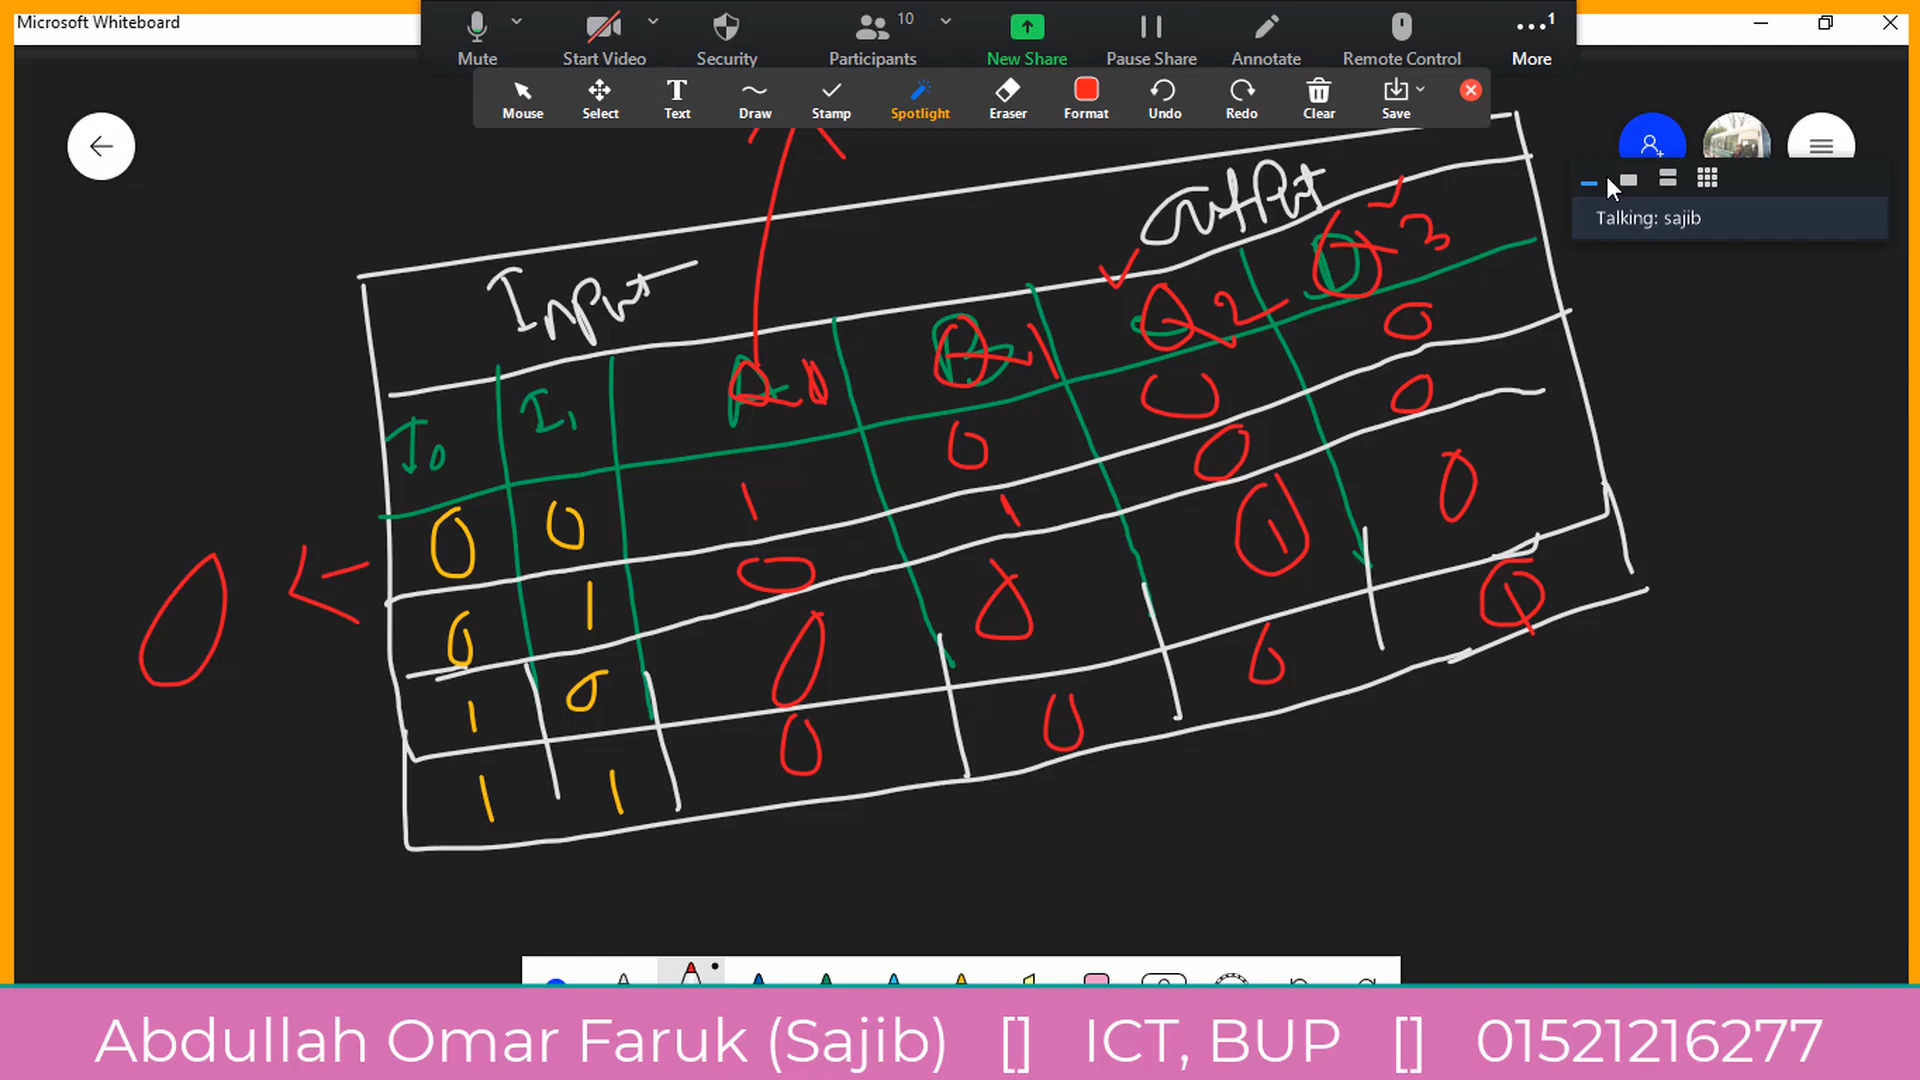 Microsoft Whiteboard
Mute
Start Video
Security
Participants 10
New Share
Pause Share
Annotate
Remote Control
More 1
Mouse
Select
Text
Draw
Stamp
Spotlight
Eraser
Format
Undo
Redo
Clear
Save
Talking: sajib
Input
Output
I0 I1 Q0 Q1 Q2 Q3
0 0 1 0 0 0
0 1 0 1 0 0
1 0 0 0 1 0
1 1 0 0 0 1
0
Abdullah Omar Faruk (Sajib) [] ICT, BUP [] 01521216277